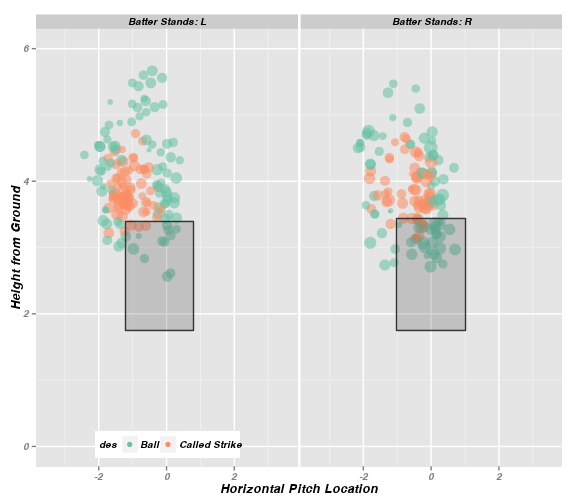 Batter Stands: L
Batter Stands: R
6
4
2
0
Height from Ground
des Ball Called Strike
-2 0 2 -2 0 2
Horizontal Pitch Location